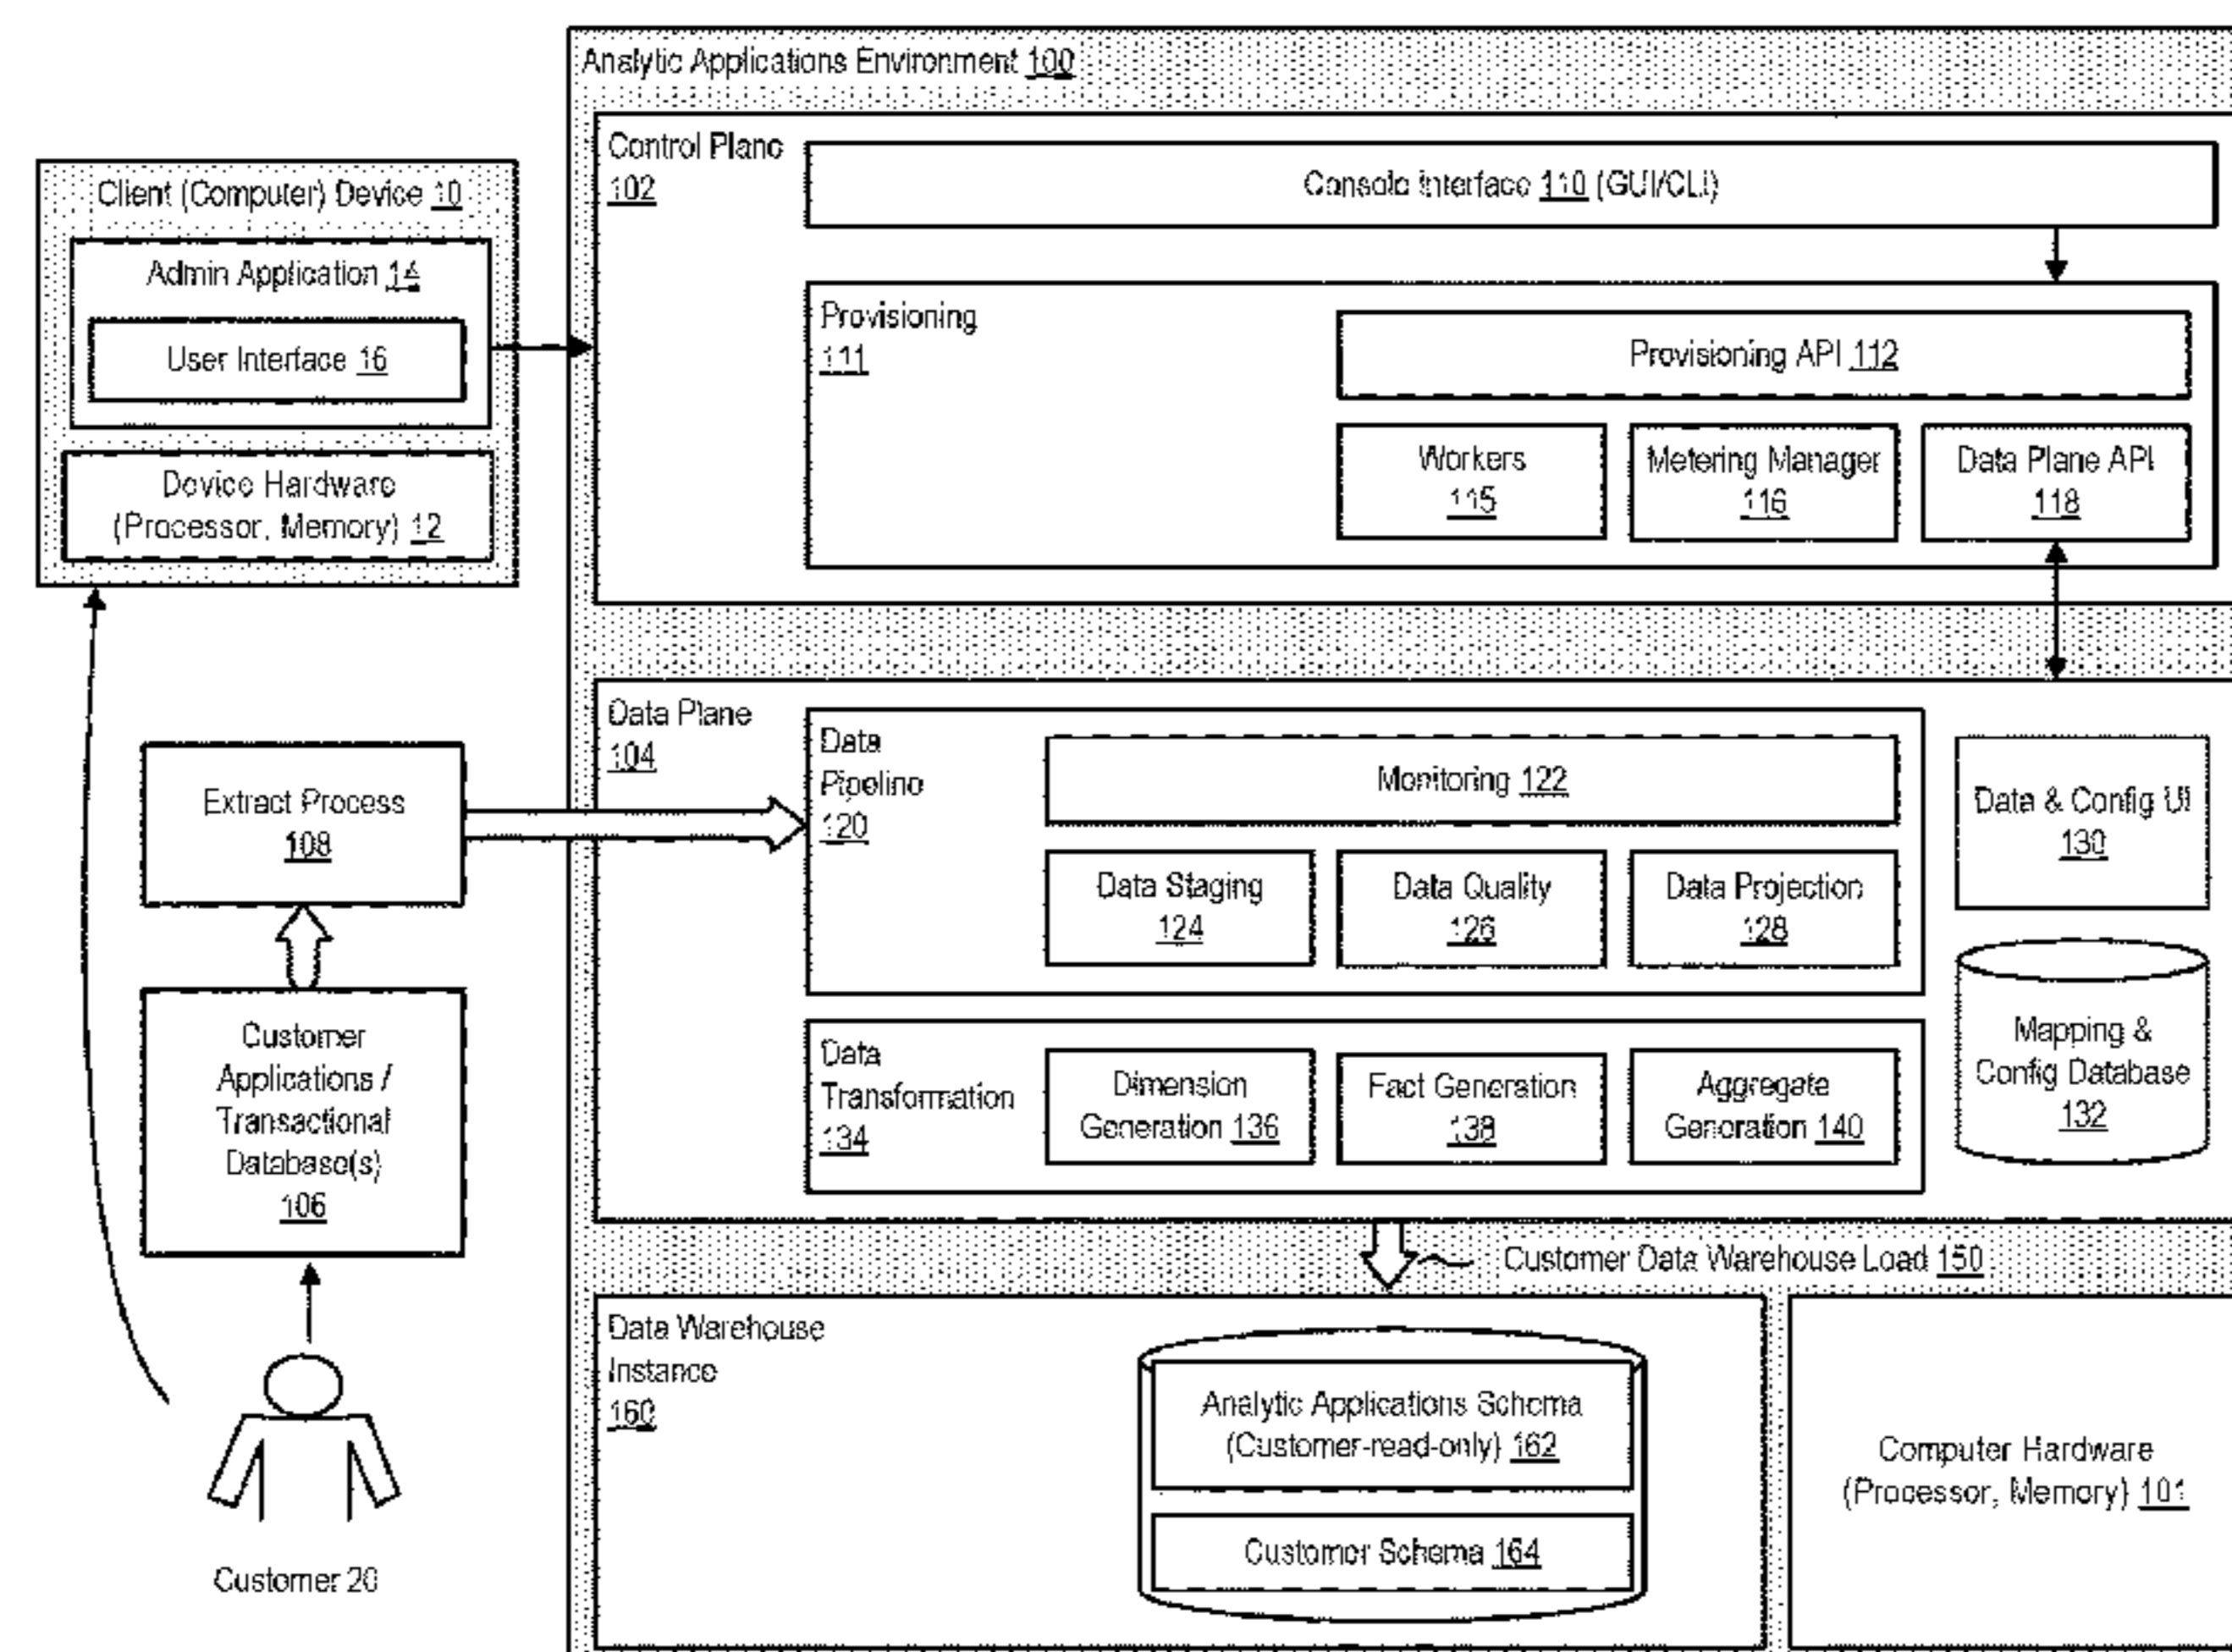 Analytic Applications Environment 100
Client (Computer) Device 10
Admin Application 14
User Interface 16
Device Hardware
(Processor, Memory) 12
Control Plane
102
Console Interface 110 (GUI/CLI)
Provisioning
111
Provisioning API 112
Workers
115
Metering Manager
116
Data Plane API
118
Extract Process
108
Customer
Applications /
Transactional
Database(s)
106
Customer 20
Data Plane
104
Data
Pipeline
120
Monitoring 122
Data Staging
124
Data Quality
126
Data Projection
128
Data & Config UI
130
Mapping &
Config Database
132
Data
Transformation
134
Dimension
Generation 136
Fact Generation
138
Aggregate
Generation 140
Customer Data Warehouse Load 150
Data Warehouse
Instance
160
Analytic Applications Schema
(Customer-read-only) 162
Customer Schema 164
Computer Hardware
(Processor, Memory) 101